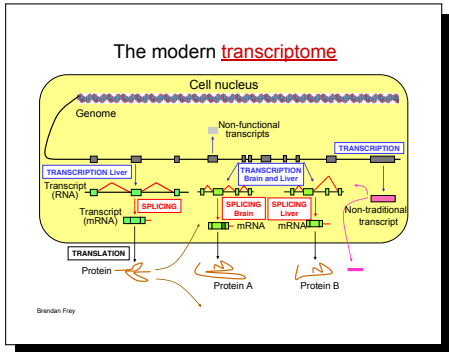 The modern transcriptome
Cell nucleus
Genome
Non-functional
transcripts
TRANSCRIPTION
TRANSCRIPTION Liver
TRANSCRIPTION
Brain and Liver
Transcript
(RNA)
SPLICING
SPLICING
Brain
SPLICING
Liver
Non-traditional
transcript
Transcript
(mRNA)
mRNA
mRNA
TRANSLATION
Protein
Protein A
Protein B
Brendan Frey